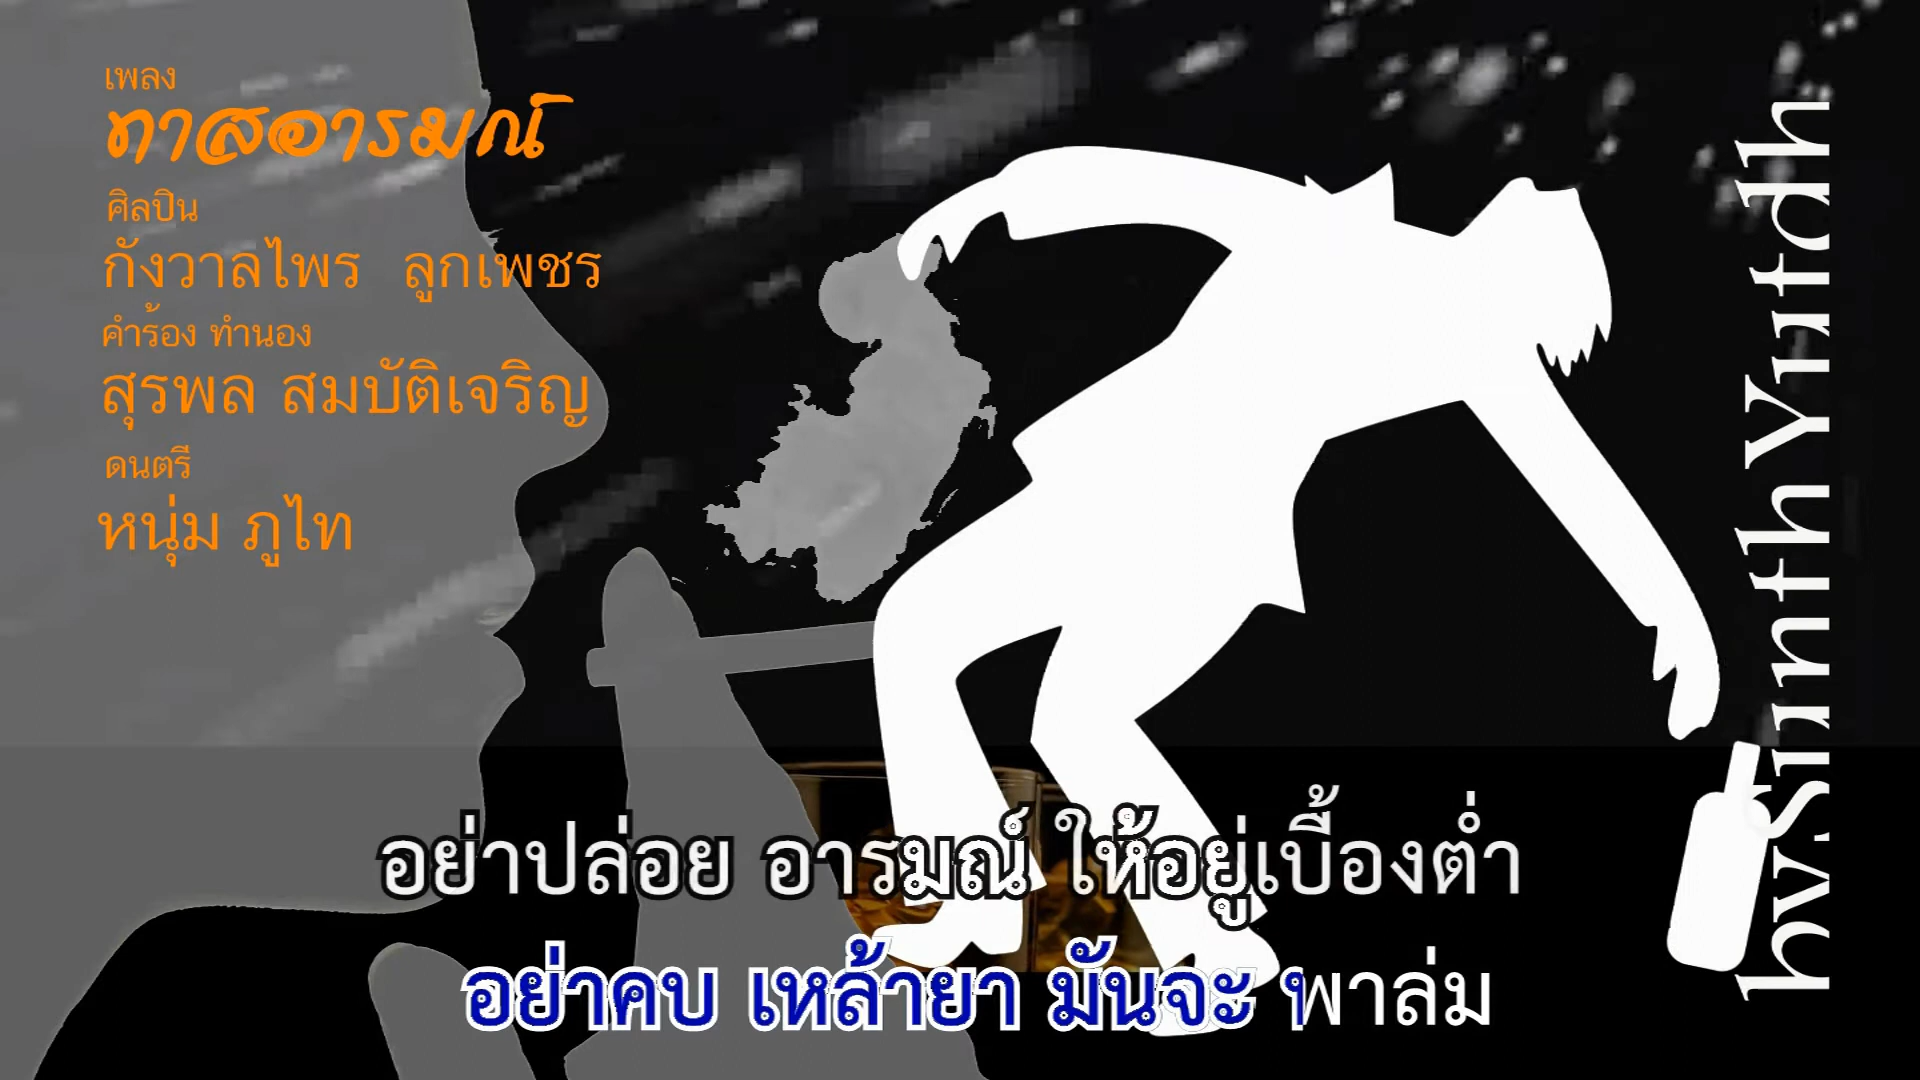 เพลง
ทาสอารมณ์
ศิลปิน
กังวาลไพร ลูกเพชร
คำร้อง ทำนอง
สุรพล สมบัติเจริญ
ดนตรี
หนุ่ม ภูไท
อย่าปล่อย อารมณ์ ให้อยู่เบื้องต่ำ
อย่าคบ เหล้ายา มันจะ พาล่ม